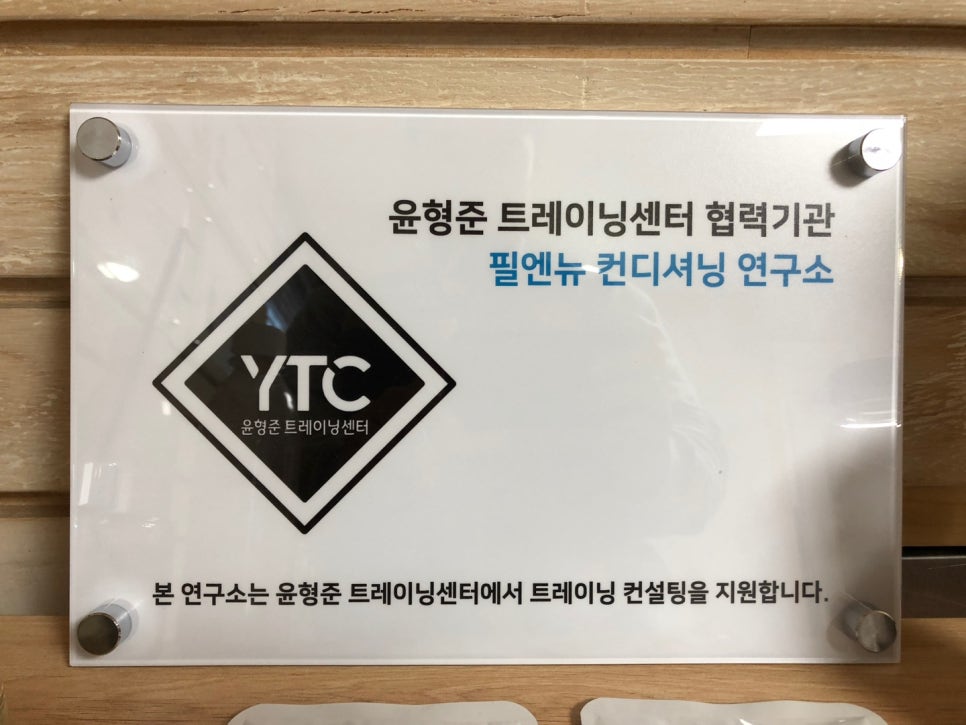 윤형준 트레이닝센터 협력기관
필엔뉴 컨디셔닝 연구소
YTC
윤형준 트레이닝센터
본 연구소는 윤형준 트레이닝센터에서 트레이닝 컨설팅을 지원합니다.